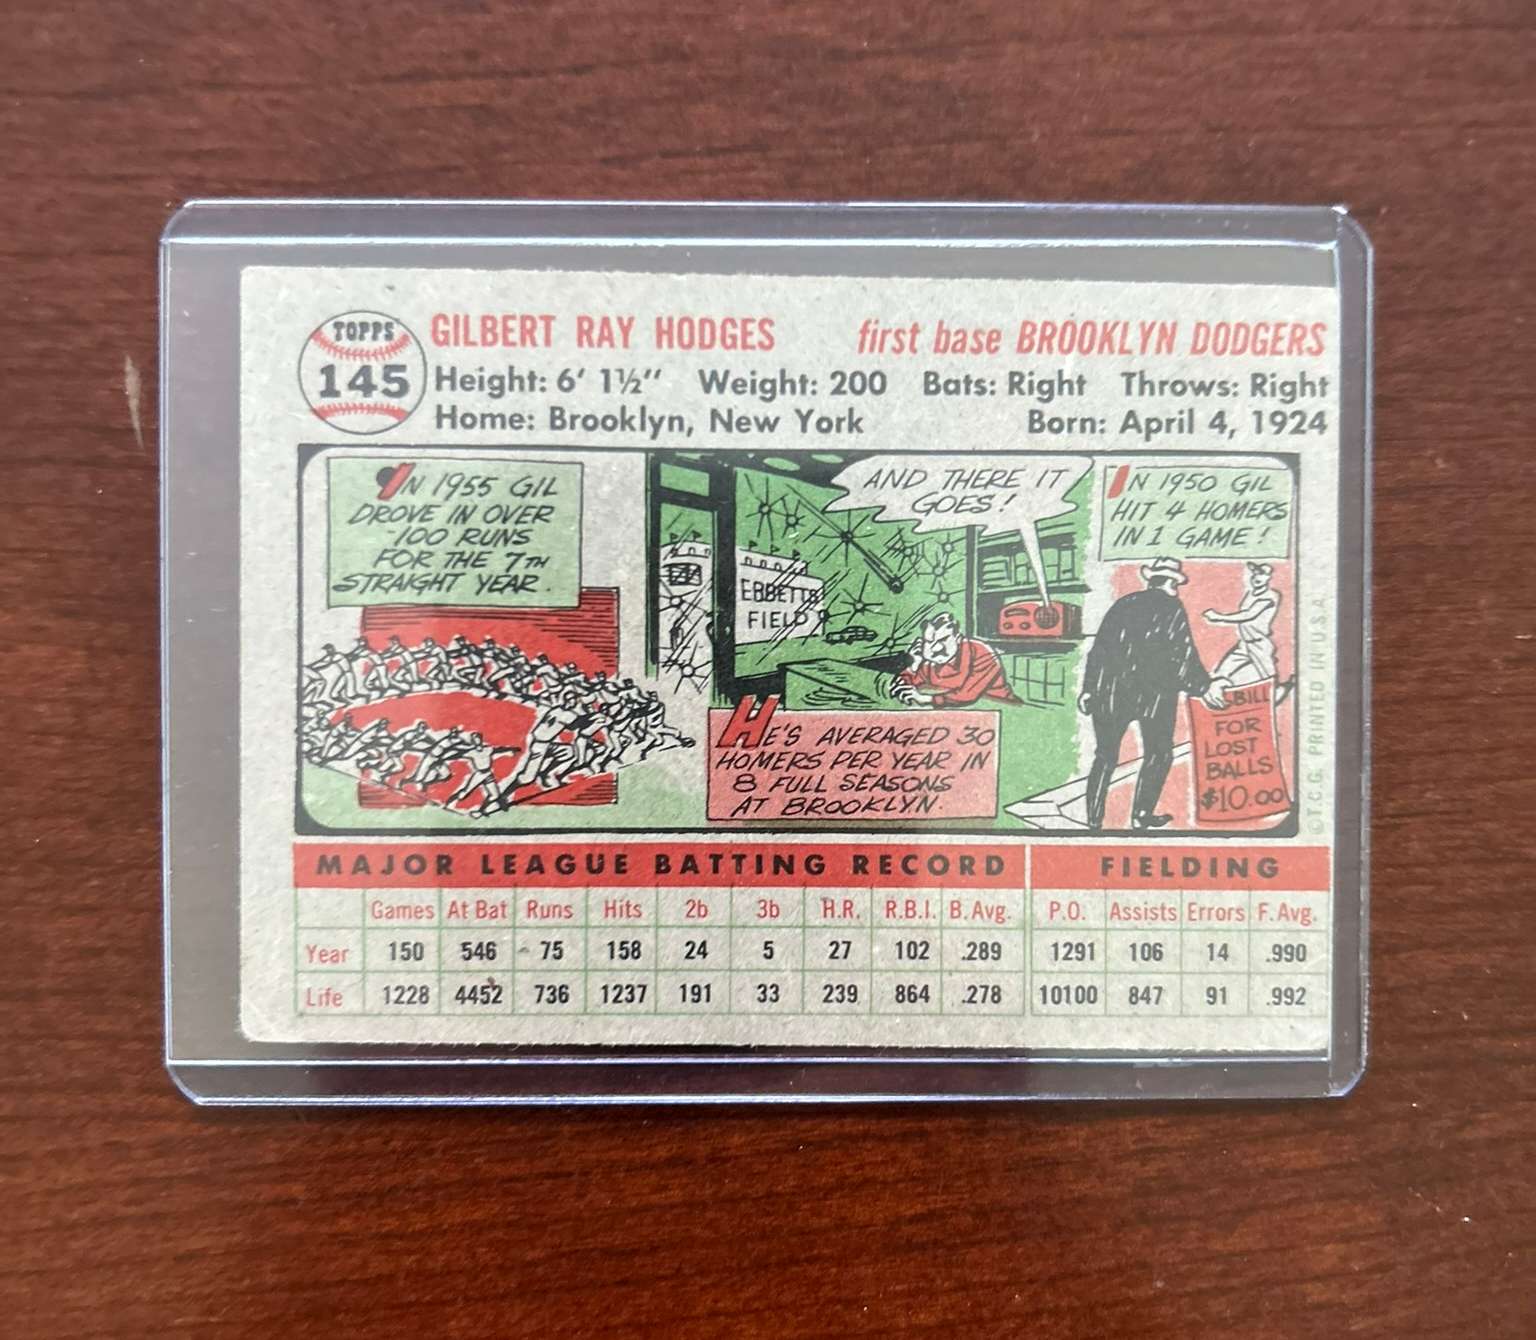 TOPPS
145
GILBERT RAY HODGES first base BROOKLYN DODGERS
Height: 6' 1½" Weight: 200 Bats: Right Throws: Right
Home: Brooklyn, New York Born: April 4, 1924
IN 1955 GIL
DROVE IN OVER
100 RUNS
FOR THE 7TH
STRAIGHT YEAR.
AND THERE IT
GOES!
EBBETTS
FIELD
HE'S AVERAGED 30
HOMERS PER YEAR IN
8 FULL SEASONS
AT BROOKLYN.
IN 1950 GIL
HIT 4 HOMERS
IN 1 GAME!
BILL
FOR
LOST
BALLS
$10.00
©T.C.G. PRINTED IN U.S.A.
MAJOR LEAGUE BATTING RECORD FIELDING
Games At Bat Runs Hits 2b 3b H.R. R.B.I. B. Avg. P.O. Assists Errors F. Avg.
Year 150 546 75 158 24 5 27 102 .289 1291 106 14 .990
Life 1228 4452 736 1237 191 33 239 864 .278 10100 847 91 .992